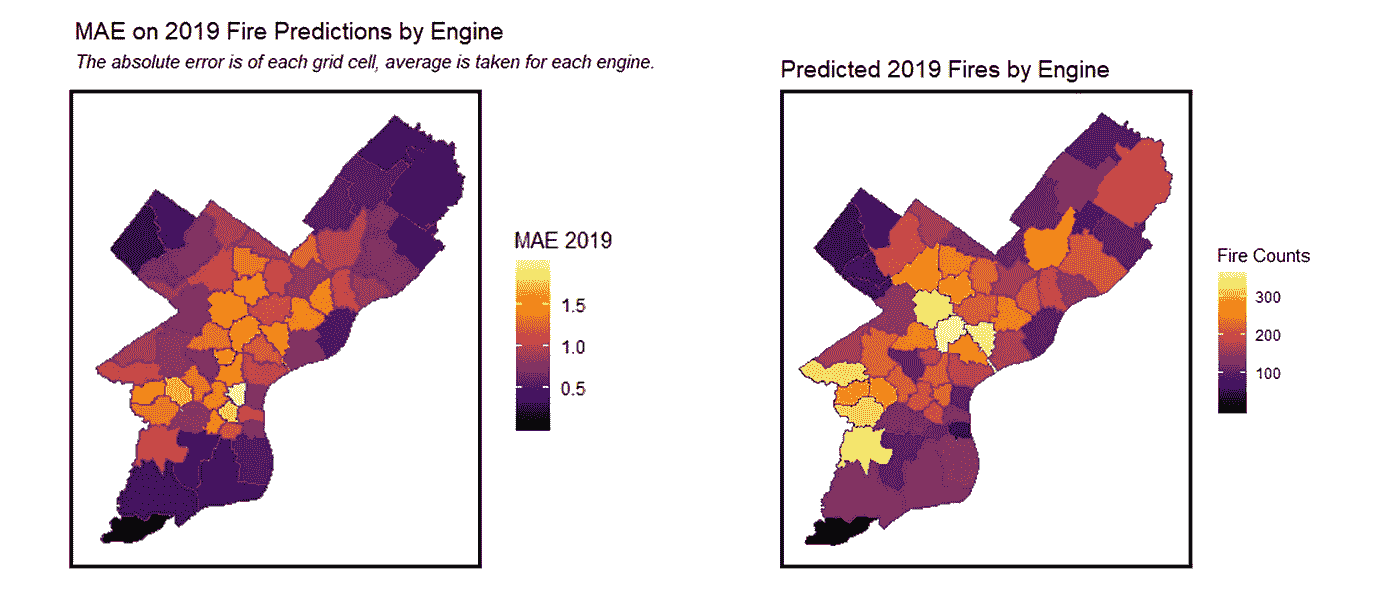 MAE on 2019 Fire Predictions by Engine
The absolute error is of each grid cell, average is taken for each engine.
MAE 2019
1.5
1.0
0.5
Predicted 2019 Fires by Engine
Fire Counts
300
200
100